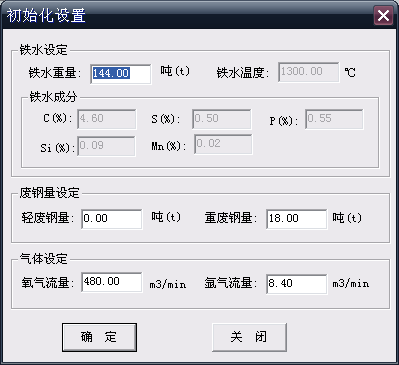 初始化设置
铁水设定
铁水重量: 144.00 吨(t) 铁水温度: 1300.00 ℃
铁水成分
C(%): 4.60 S(%): 0.50 P(%): 0.55
Si(%): 0.09 Mn(%): 0.02
废钢量设定
轻废钢量: 0.00 吨(t) 重废钢量: 18.00 吨(t)
气体设定
氧气流量: 480.00 m3/min 氩气流量: 8.40 m3/min
确 定 关 闭